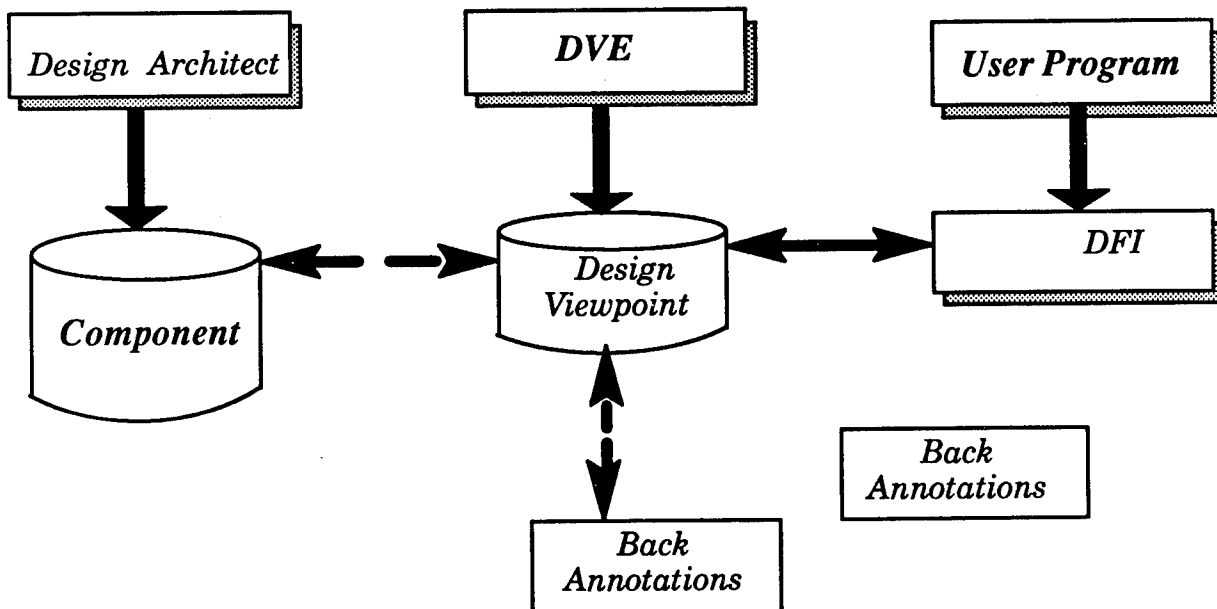 Design Architect
DVE
User Program
Component
Design
Viewpoint
DFI
Back
Annotations
Back
Annotations